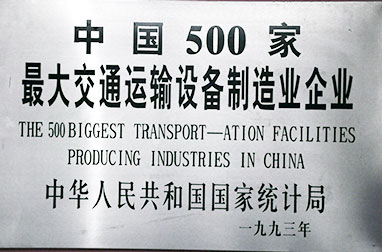 中国500家
最大交通运输设备制造业企业
THE 500 BIGGEST TRANSPORT—ATION FACILITIES
PRODUCING INDUSTRIES IN CHINA
中华人民共和国国家统计局
一九九三年